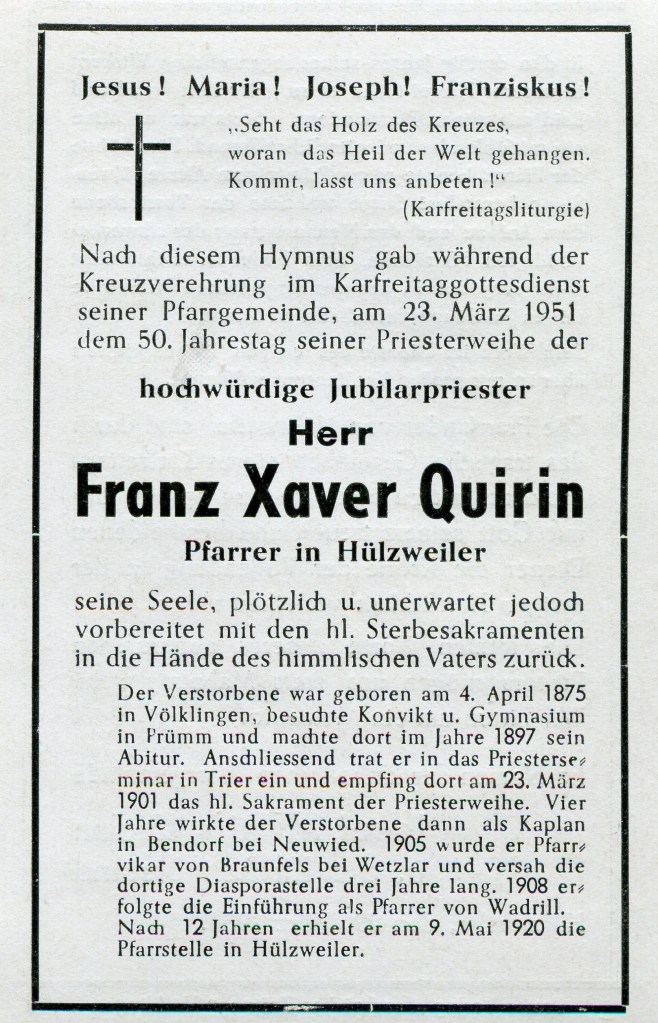 Jesus! Maria! Joseph! Franziskus!
„Seht das Holz des Kreuzes,
woran das Heil der Welt gehangen.
Kommt, lasst uns anbeten!“
(Karfreitagsliturgie)
Nach diesem Hymnus gab während der
Kreuzverehrung im Karfreitaggottesdienst
seiner Pfarrgemeinde, am 23. März 1951
dem 50. Jahrestag seiner Priesterweihe der
hochwürdige Jubilarpriester
Herr
Franz Xaver Quirin
Pfarrer in Hülzweiler
seine Seele, plötzlich u. unerwartet jedoch
vorbereitet mit den hl. Sterbesakramenten
in die Hände des himmlischen Vaters zurück.
Der Verstorbene war geboren am 4. April 1875
in Völklingen, besuchte Konvikt u. Gymnasium
in Prümm und machte dort im Jahre 1897 sein
Abitur. Anschliessend trat er in das Priesterse⸗
minar in Trier ein und empfing dort am 23. März
1901 das hl. Sakrament der Priesterweihe. Vier
Jahre wirkte der Verstorbene dann als Kaplan
in Bendorf bei Neuwied. 1905 wurde er Pfarr⸗
vikar von Braunfels bei Wetzlar und versah die
dortige Diasporastelle drei Jahre lang. 1908 er⸗
folgte die Einführung als Pfarrer von Wadrill.
Nach 12 Jahren erhielt er am 9. Mai 1920 die
Pfarrstelle in Hülzweiler.